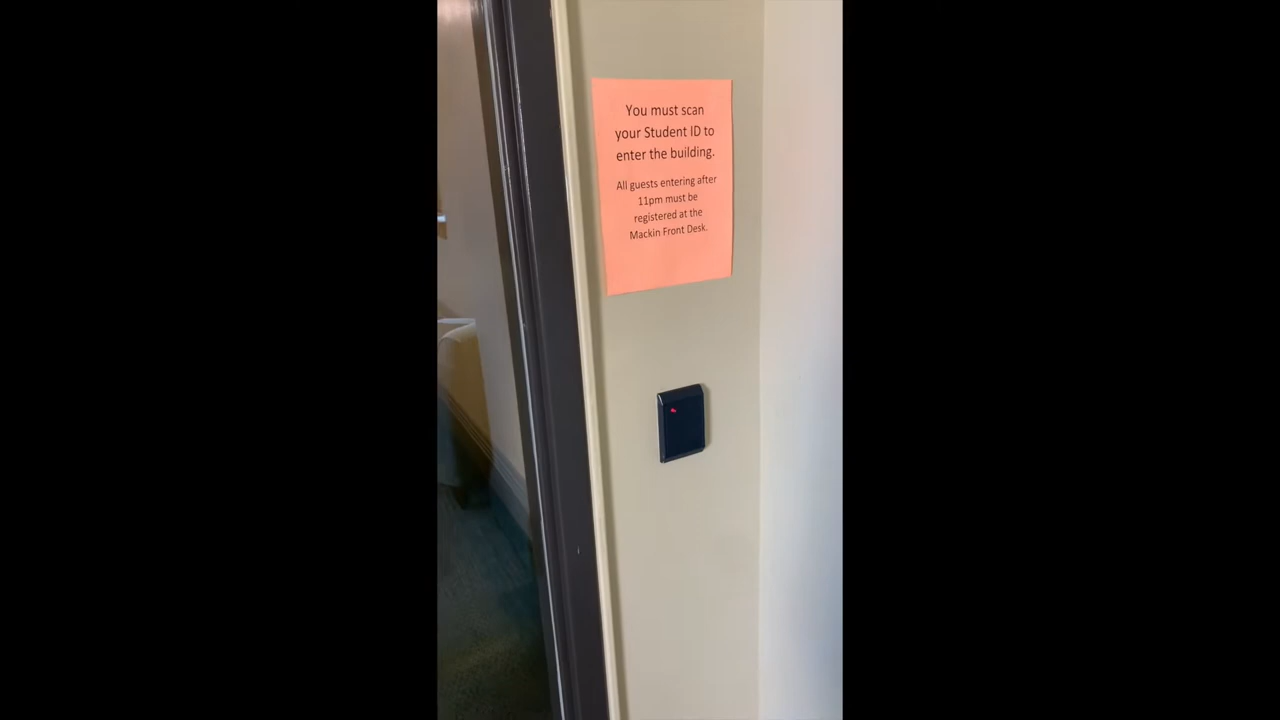 You must scan
your Student ID to
enter the building.
All guests entering after
11pm must be
registered at the
Mackin Front Desk.